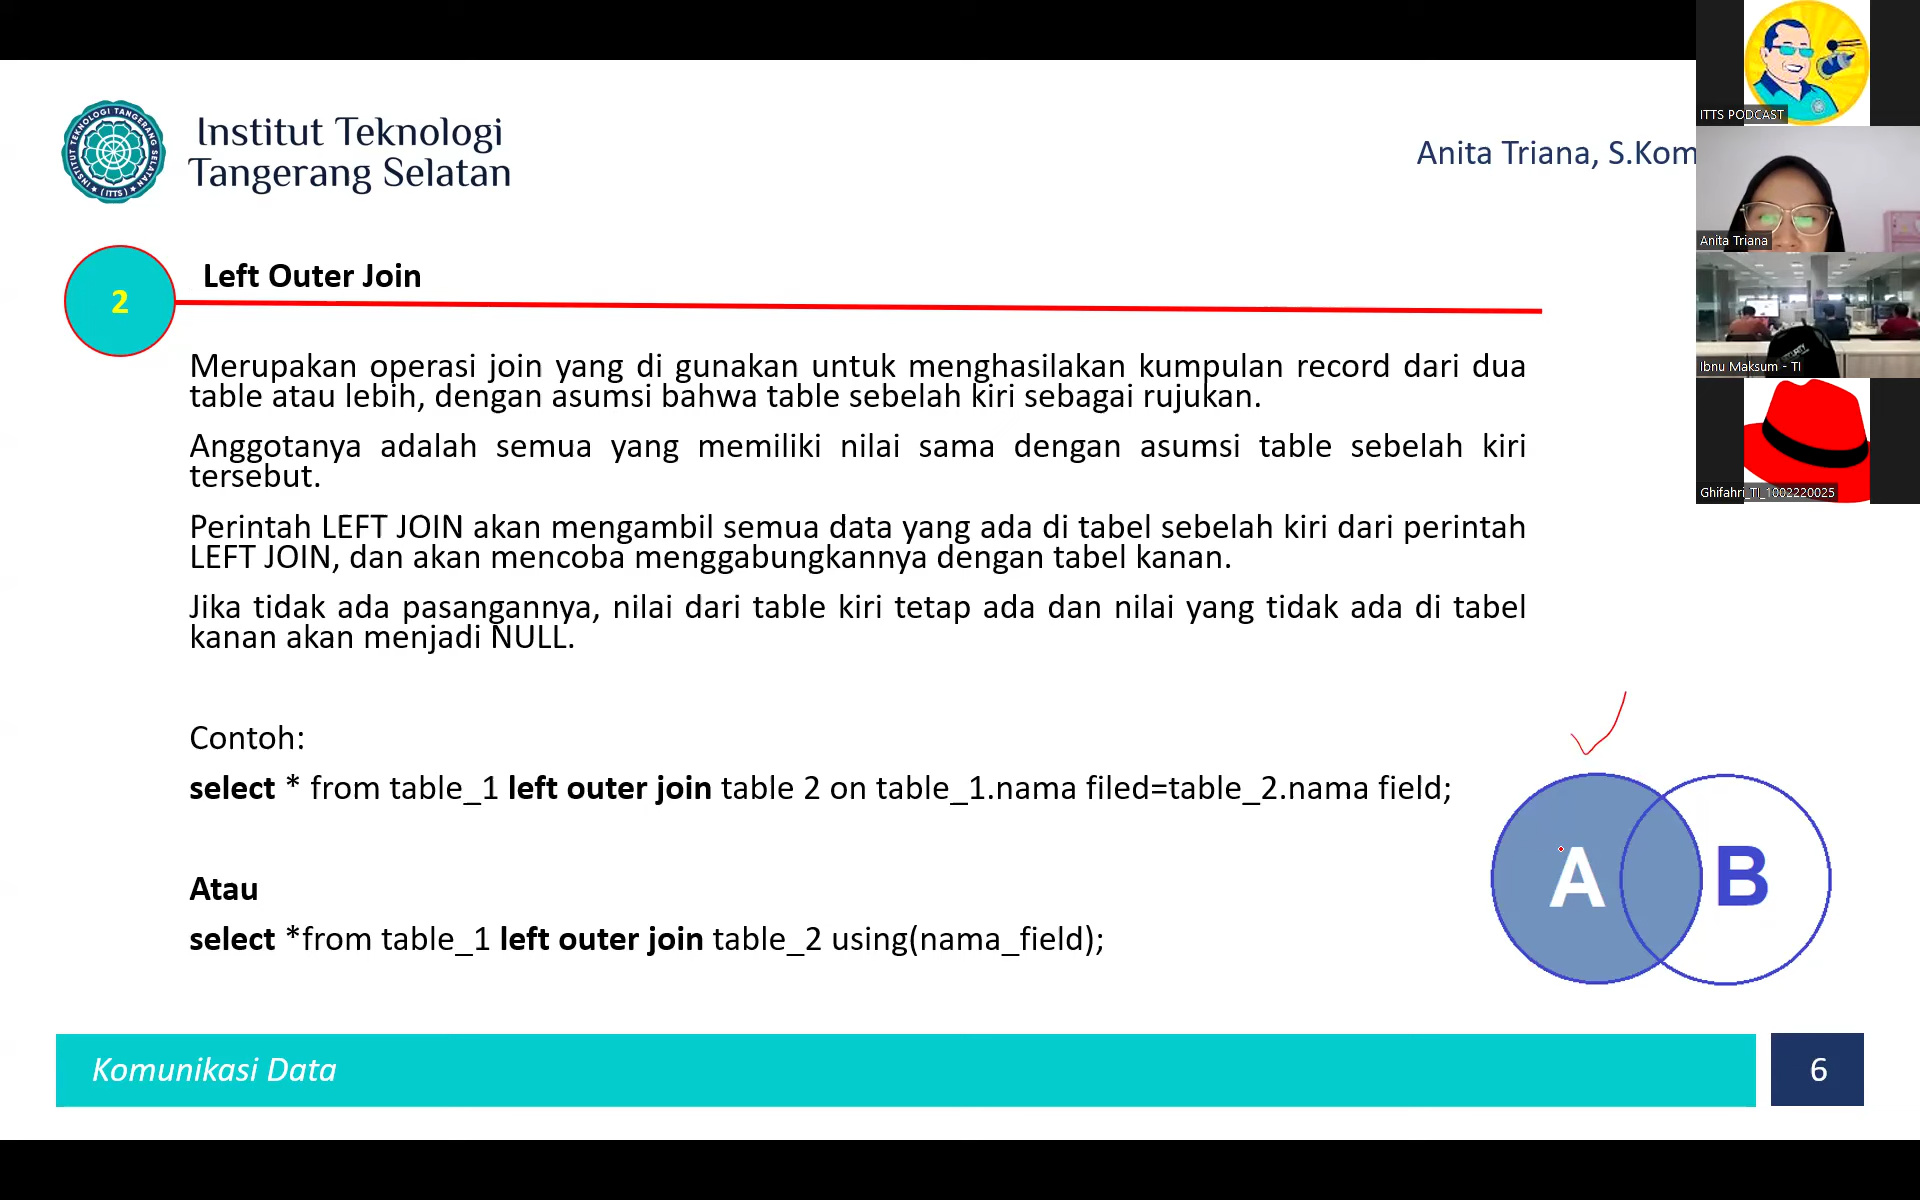 Institut Teknologi
Tangerang Selatan
Anita Triana, S.Kom
2
Left Outer Join
Merupakan operasi join yang di gunakan untuk menghasilakan kumpulan record dari dua
table atau lebih, dengan asumsi bahwa table sebelah kiri sebagai rujukan.
Anggotanya adalah semua yang memiliki nilai sama dengan asumsi table sebelah kiri
tersebut.
Perintah LEFT JOIN akan mengambil semua data yang ada di tabel sebelah kiri dari perintah
LEFT JOIN, dan akan mencoba menggabungkannya dengan tabel kanan.
Jika tidak ada pasangannya, nilai dari table kiri tetap ada dan nilai yang tidak ada di tabel
kanan akan menjadi NULL.
Contoh:
select * from table_1 left outer join table 2 on table_1.nama filed=table_2.nama field;
Atau
select *from table_1 left outer join table_2 using(nama_field);
A
B
Komunikasi Data
6
ITTS PODCAST
Anita Triana
Ibnu Maksum - TI
Ghifahri_TI_1002220025
INSTITUT TEKNOLOGI TANGERANG SELATAN
(ITTS)